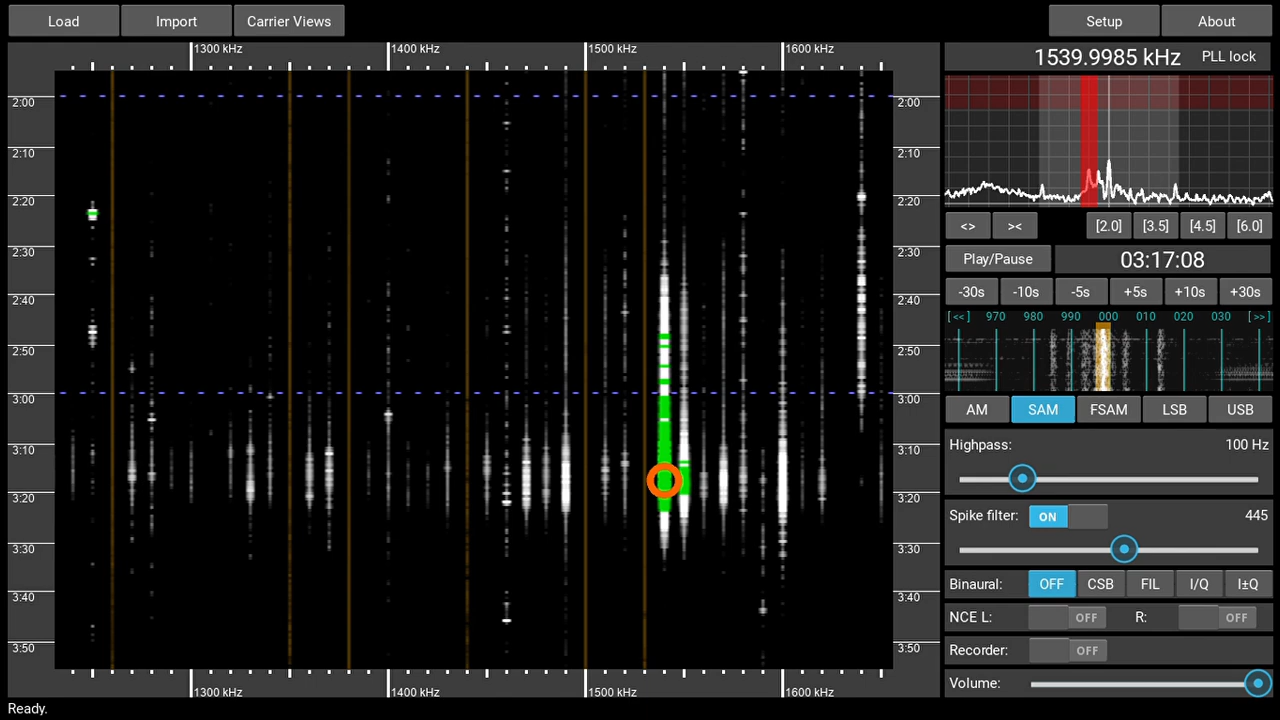 Load Import Carrier Views Setup About
1300 kHz 1400 kHz 1500 kHz 1600 kHz
1539.9985 kHz PLL lock
2:00 2:00
2:10 2:10
2:20 2:20
2:30 2:30
2:40 2:40
2:50 2:50
3:00 3:00
3:10 3:10
3:20 3:20
3:30 3:30
3:40 3:40
3:50 3:50
1300 kHz 1400 kHz 1500 kHz 1600 kHz
<> >< [2.0] [3.5] [4.5] [6.0]
Play/Pause 03:17:08
-30s -10s -5s +5s +10s +30s
[<<] 970 980 990 000 010 020 030 [>>]
AM SAM FSAM LSB USB
Highpass: 100 Hz
Spike filter: ON 445
Binaural: OFF CSB FIL I/Q I±Q
NCE L: OFF R: OFF
Recorder: OFF
Volume:
Ready.